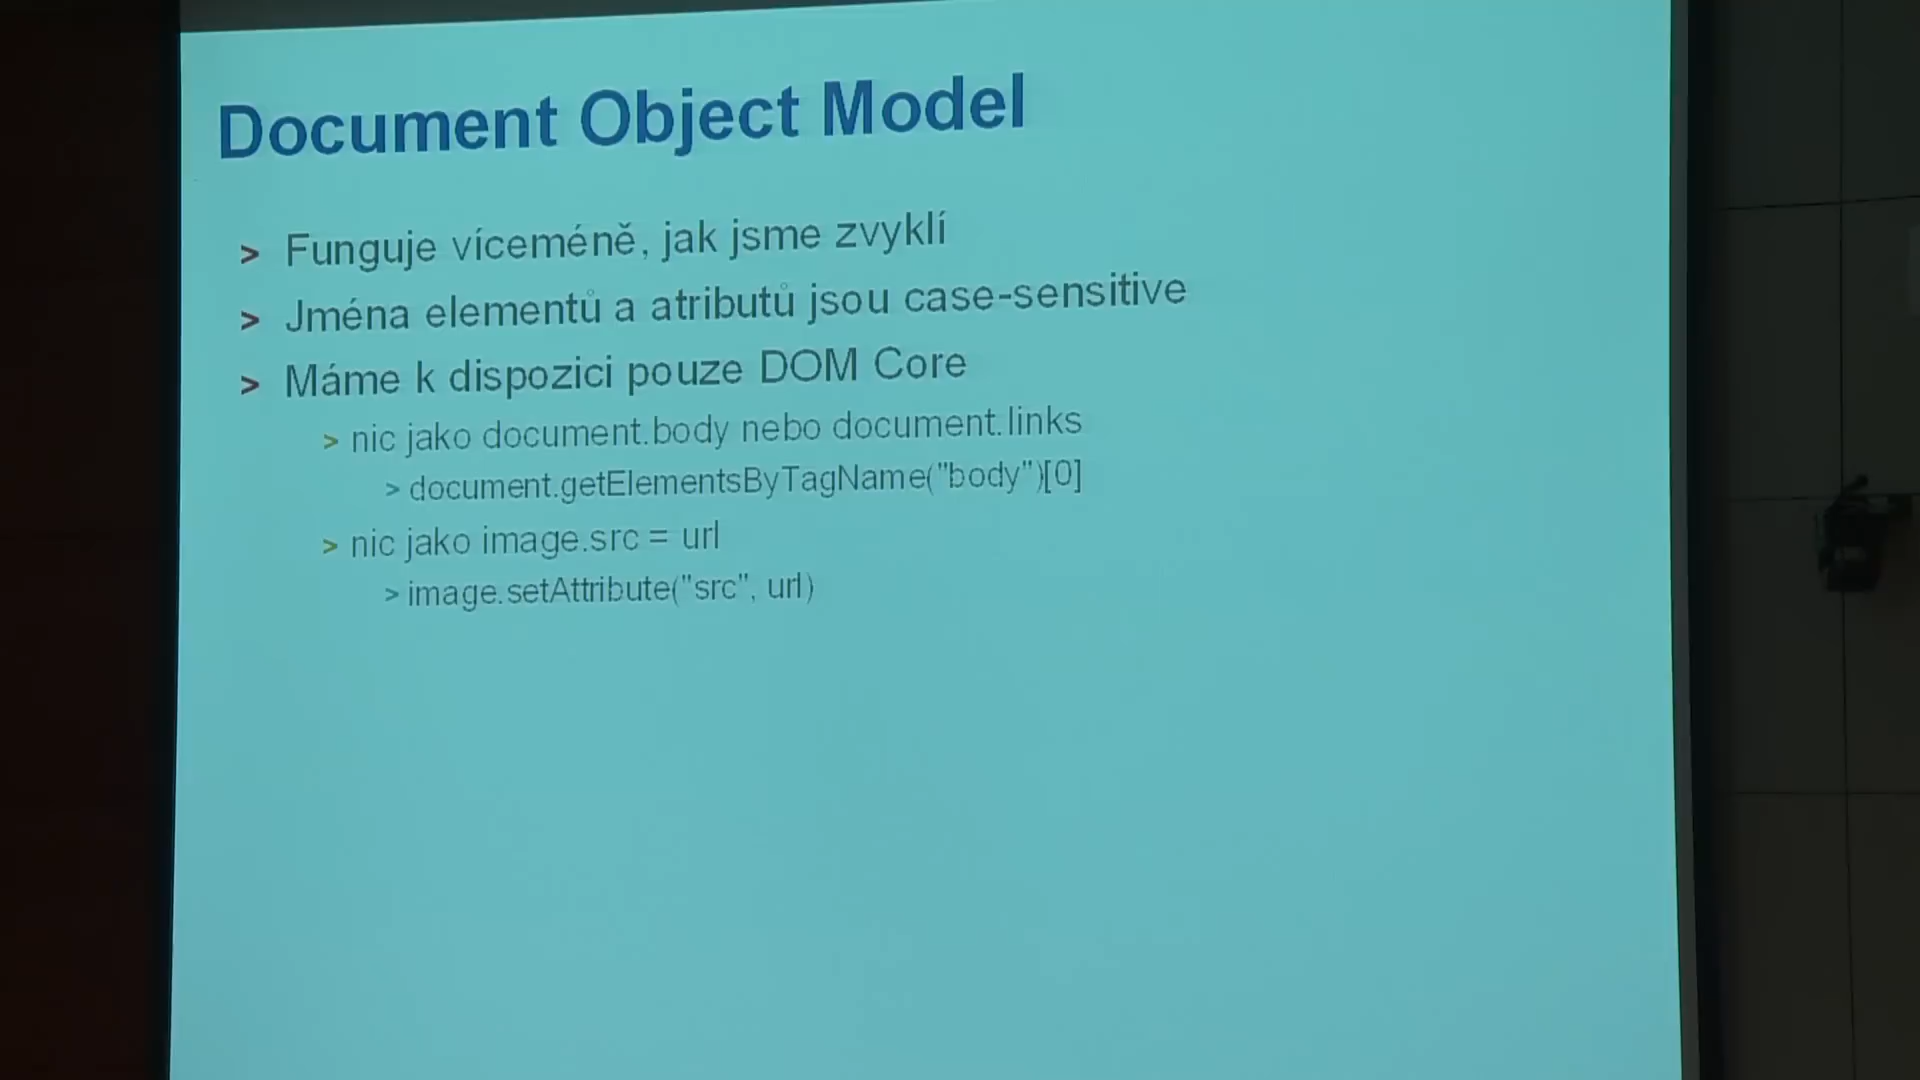 Document Object Model
> Funguje víceméně, jak jsme zvyklí
> Jména elementů a atributů jsou case-sensitive
> Máme k dispozici pouze DOM Core
> nic jako document.body nebo document.links
> document.getElementsByTagName("body")[0]
> nic jako image.src = url
> image.setAttribute("src", url)